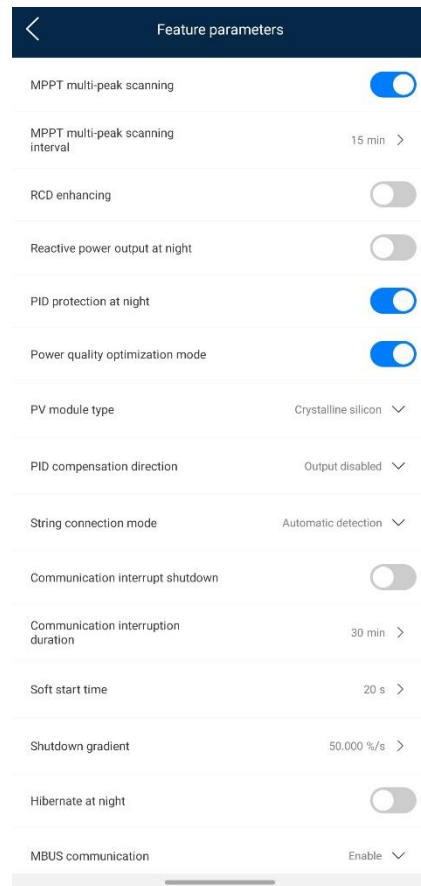 Feature parameters
MPPT multi-peak scanning
MPPT multi-peak scanning
interval
15 min
RCD enhancing
Reactive power output at night
PID protection at night
Power quality optimization mode
PV module type
Crystalline silicon
PID compensation direction
Output disabled
String connection mode
Automatic detection
Communication interrupt shutdown
Communication interruption
duration
30 min
Soft start time
20 s
Shutdown gradient
50.000 %/s
Hibernate at night
MBUS communication
Enable